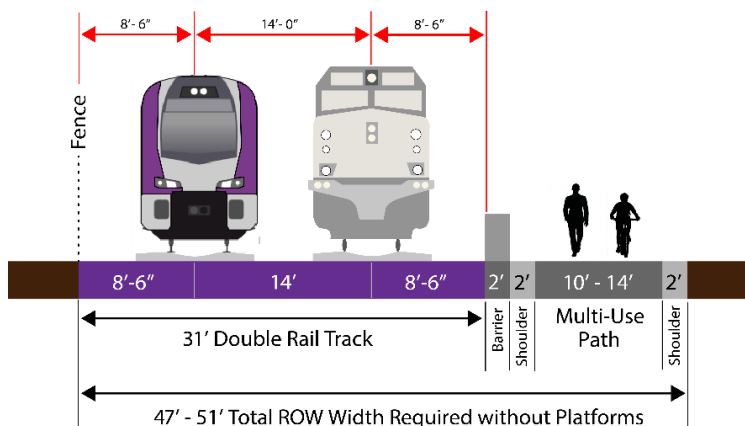 8'- 6" 14'- 0" 8'- 6"
Fence
8'-6" 14' 8'-6" 2' 2' 10' - 14' 2'
31' Double Rail Track
Barrier
Shoulder
Multi-Use
Path
Shoulder
47' - 51' Total ROW Width Required without Platforms